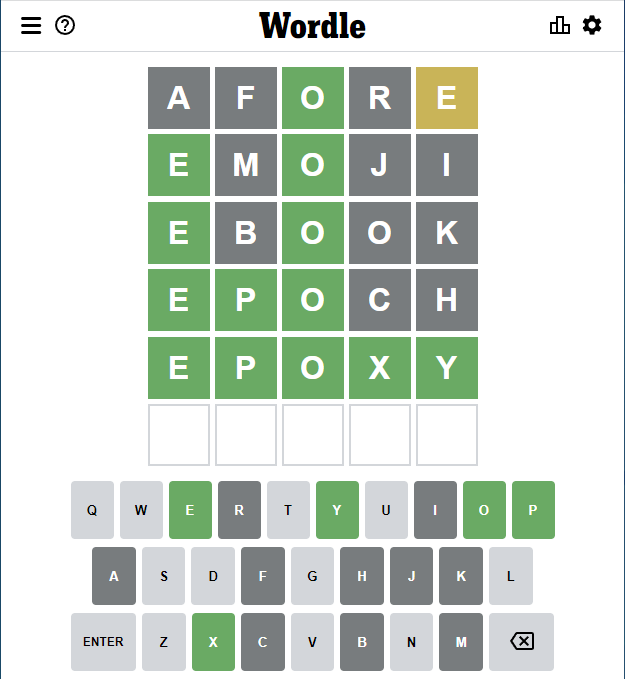 Wordle
A F O R E
E M O J I
E B O O K
E P O C H
E P O X Y
Q W E R T Y U I O P
A S D F G H J K L
ENTER Z X C V B N M